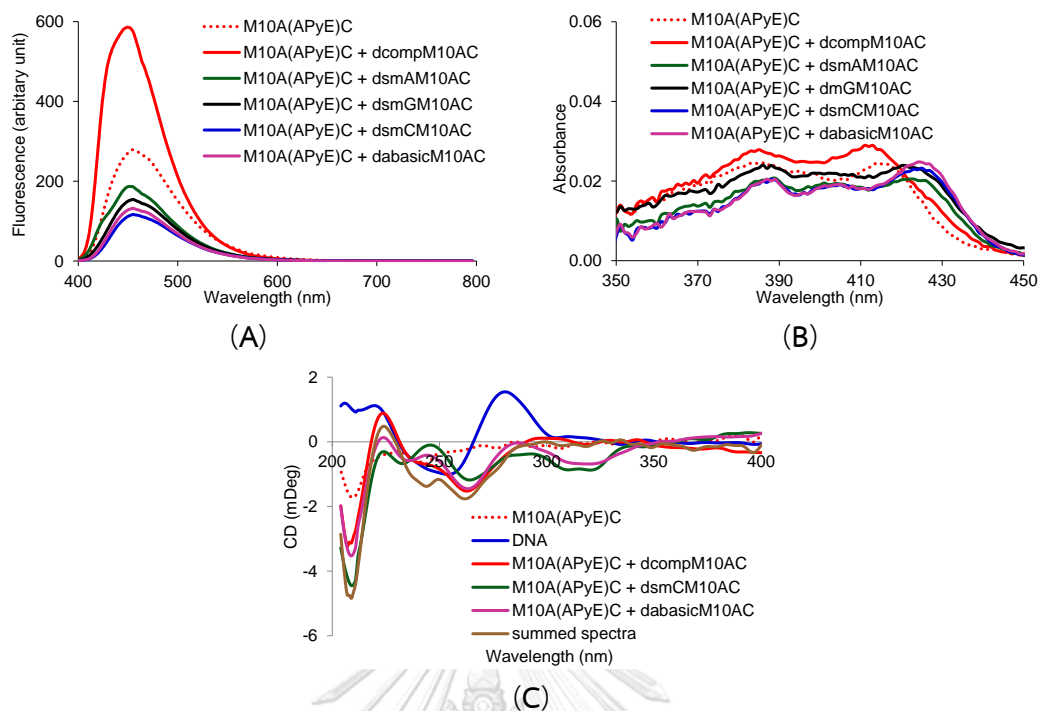 600
400
200
0
400
500
600
700
800
Fluorescence (arbitary unit)
Wavelength (nm)
M10A(APyE)C
M10A(APyE)C + dcompM10AC
M10A(APyE)C + dsmAM10AC
M10A(APyE)C + dsmGM10AC
M10A(APyE)C + dsmCM10AC
M10A(APyE)C + dabasicM10AC
(A)
0.06
0.04
0.02
0.00
350
370
390
410
430
450
Absorbance
Wavelength (nm)
M10A(APyE)C
M10A(APyE)C + dcompM10AC
M10A(APyE)C + dsmAM10AC
M10A(APyE)C + dmGM10AC
M10A(APyE)C + dsmCM10AC
M10A(APyE)C + dabasicM10AC
(B)
2
0
-2
-4
-6
200
250
300
350
400
CD (mDeg)
M10A(APyE)C
DNA
M10A(APyE)C + dcompM10AC
M10A(APyE)C + dsmCM10AC
M10A(APyE)C + dabasicM10AC
summed spectra
Wavelength (nm)
(C)